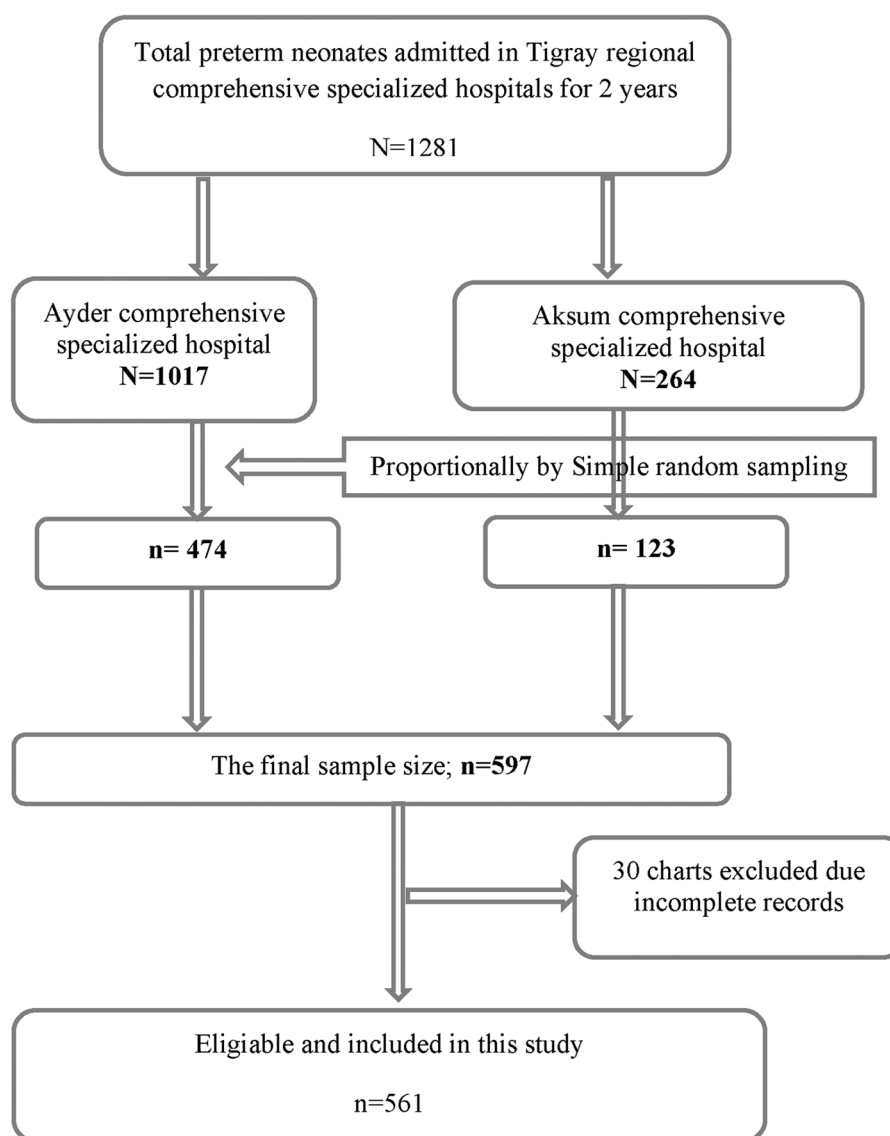 Total preterm neonates admitted in Tigray regional
comprehensive specialized hospitals for 2 years
N=1281
Ayder comprehensive
specialized hospital
N=1017
Aksum comprehensive
specialized hospital
N=264
Proportionally by Simple random sampling
n= 474
n= 123
The final sample size; n=597
30 charts excluded due
incomplete records
Eligiable and included in this study
n=561